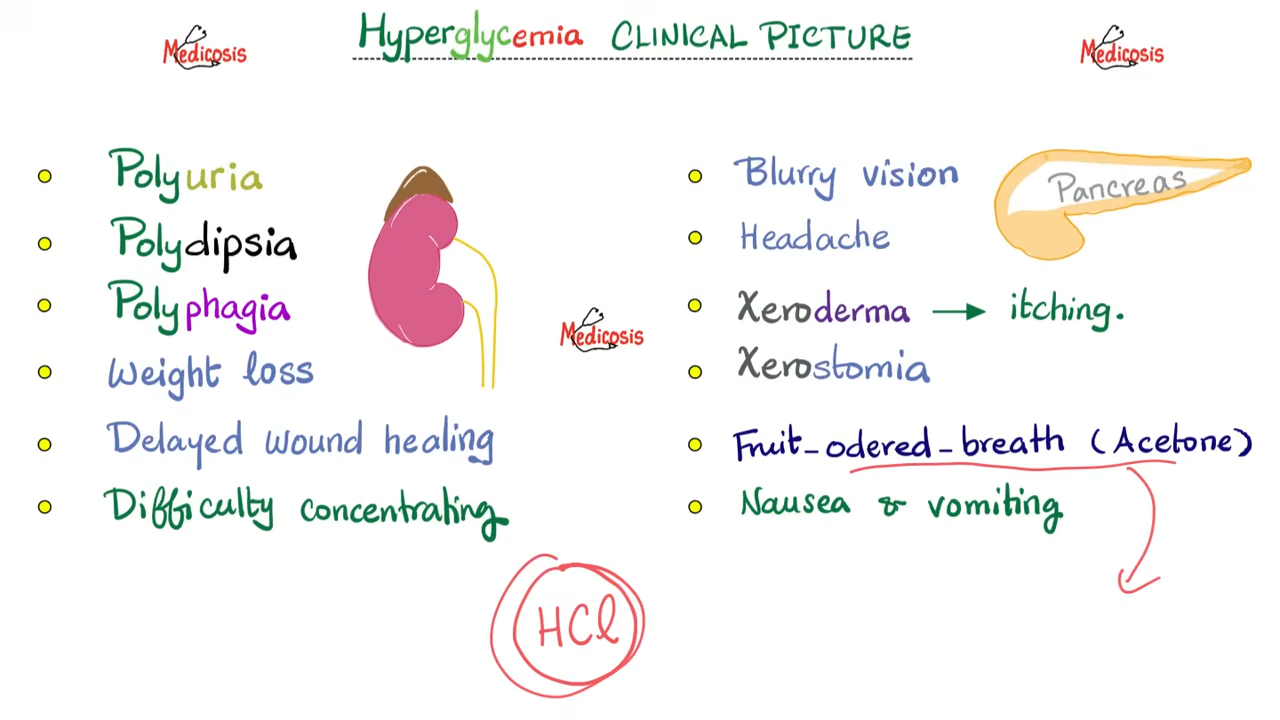 Medicosis
Hyperglycemia CLINICAL PICTURE
Medicosis
Polyuria
Polydipsia
Polyphagia
Weight loss
Delayed wound healing
Difficulty concentrating
Medicosis
Blurry vision
Pancreas
Headache
Xeroderma → itching.
Xerostomia
Fruit-odered-breath (Acetone)
Nausea & vomiting
HCl